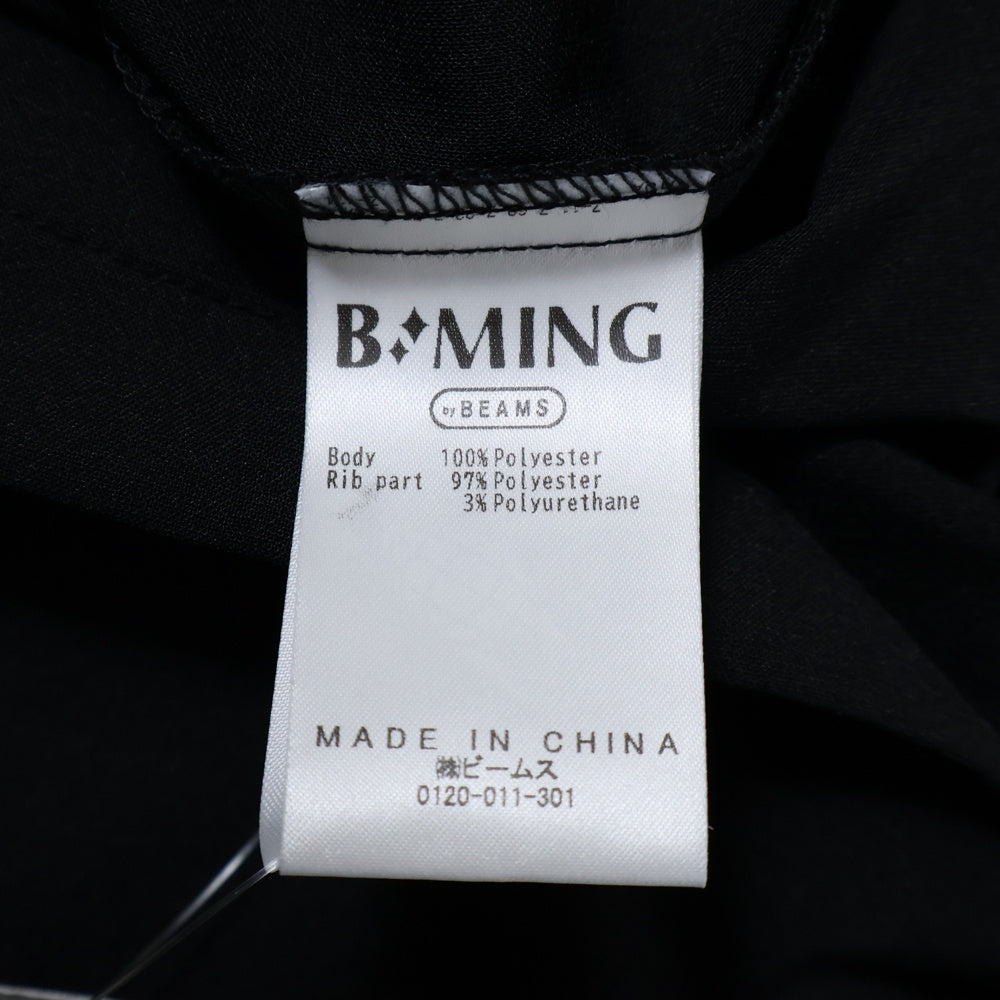 B MING
by BEAMS
Body 100% Polyester
Rib part 97% Polyester
3% Polyurethane
MADE IN CHINA
㈱ビームス
0120-011-301